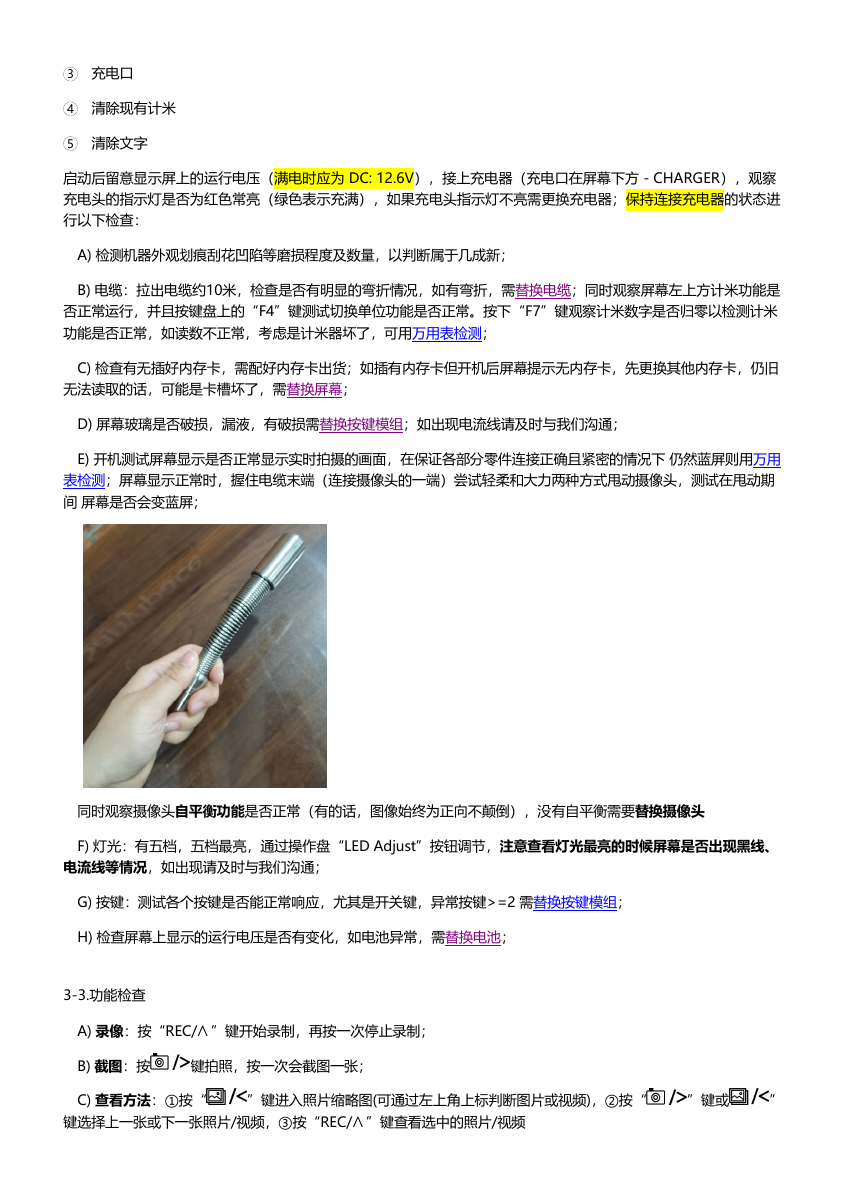 ③ 充电口
④ 清除现有计米
⑤ 清除文字
启动后留意显示屏上的运行电压（满电时应为 DC: 12.6V），接上充电器（充电口在屏幕下方 - CHARGER），观察
充电头的指示灯是否为红色常亮（绿色表示充满），如果充电头指示灯不亮需更换充电器；保持连接充电器的状态进
行以下检查：
A) 检测机器外观划痕刮花凹陷等磨损程度及数量，以判断属于几成新；
B) 电缆：拉出电缆约10米，检查是否有明显的弯折情况，如有弯折，需替换电缆；同时观察屏幕左上方计米功能是
否正常运行，并且按键盘上的“F4”键测试切换单位功能是否正常。按下“F7”键观察计米数字是否归零以检测计米
功能是否正常，如读数不正常，考虑是计米器坏了，可用万用表检测；
C) 检查有无插好内存卡，需配好内存卡出货；如插有内存卡但开机后屏幕提示无内存卡，先更换其他内存卡，仍旧
无法读取的话，可能是卡槽坏了，需替换屏幕；
D) 屏幕玻璃是否破损，漏液，有破损需替换按键模组；如出现电流线请及时与我们沟通；
E) 开机测试屏幕显示是否正常显示实时拍摄的画面，在保证各部分零件连接正确且紧密的情况下 仍然蓝屏则用万用
表检测；屏幕显示正常时，握住电缆末端（连接摄像头的一端）尝试轻柔和大力两种方式甩动摄像头，测试在甩动期
间 屏幕是否会变蓝屏；
同时观察摄像头自平衡功能是否正常（有的话，图像始终为正向不颠倒），没有自平衡需要替换摄像头
F) 灯光：有五档，五档最亮，通过操作盘“LED Adjust”按钮调节，注意查看灯光最亮的时候屏幕是否出现黑线、
电流线等情况，如出现请及时与我们沟通；
G) 按键：测试各个按键是否能正常响应，尤其是开关键，异常按键>=2 需替换按键模组；
H) 检查屏幕上显示的运行电压是否有变化，如电池异常，需替换电池；
3-3.功能检查
A) 录像：按“REC/∧”键开始录制，再按一次停止录制；
B) 截图：按 />键拍照，按一次会截图一张；
C) 查看方法：①按“ /<”键进入照片缩略图(可通过左上角上标判断图片或视频)，②按“ />”键或 /<”
键选择上一张或下一张照片/视频，③按“REC/∧”键查看选中的照片/视频